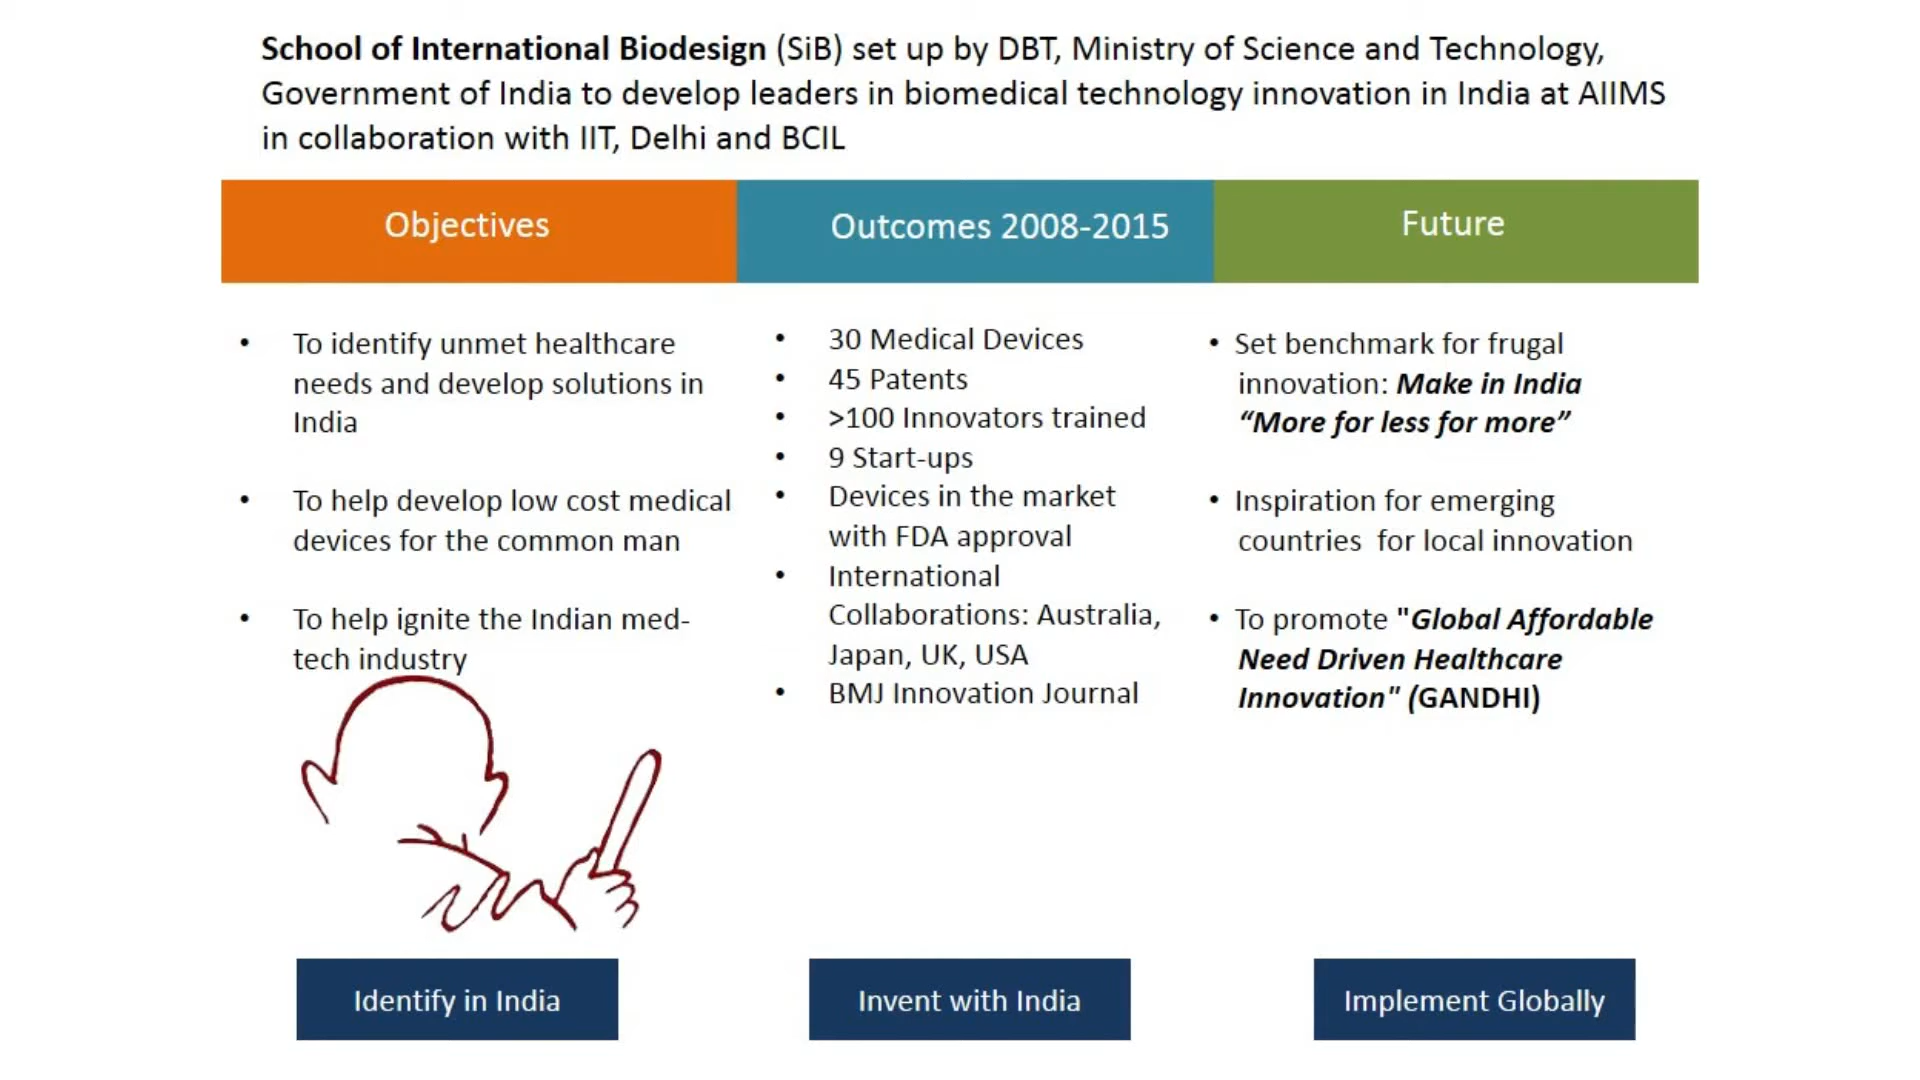 School of International Biodesign (SiB) set up by DBT, Ministry of Science and Technology,
Government of India to develop leaders in biomedical technology innovation in India at AIIMS
in collaboration with IIT, Delhi and BCIL
Objectives
• To identify unmet healthcare
needs and develop solutions in
India
• To help develop low cost medical
devices for the common man
• To help ignite the Indian med-
tech industry
Outcomes 2008-2015
• 30 Medical Devices
• 45 Patents
• >100 Innovators trained
• 9 Start-ups
• Devices in the market
with FDA approval
• International
Collaborations: Australia,
Japan, UK, USA
• BMJ Innovation Journal
Future
• Set benchmark for frugal
innovation: Make in India
“More for less for more”
• Inspiration for emerging
countries  for local innovation
• To promote "Global Affordable
Need Driven Healthcare
Innovation" (GANDHI)
Identify in India
Invent with India
Implement Globally